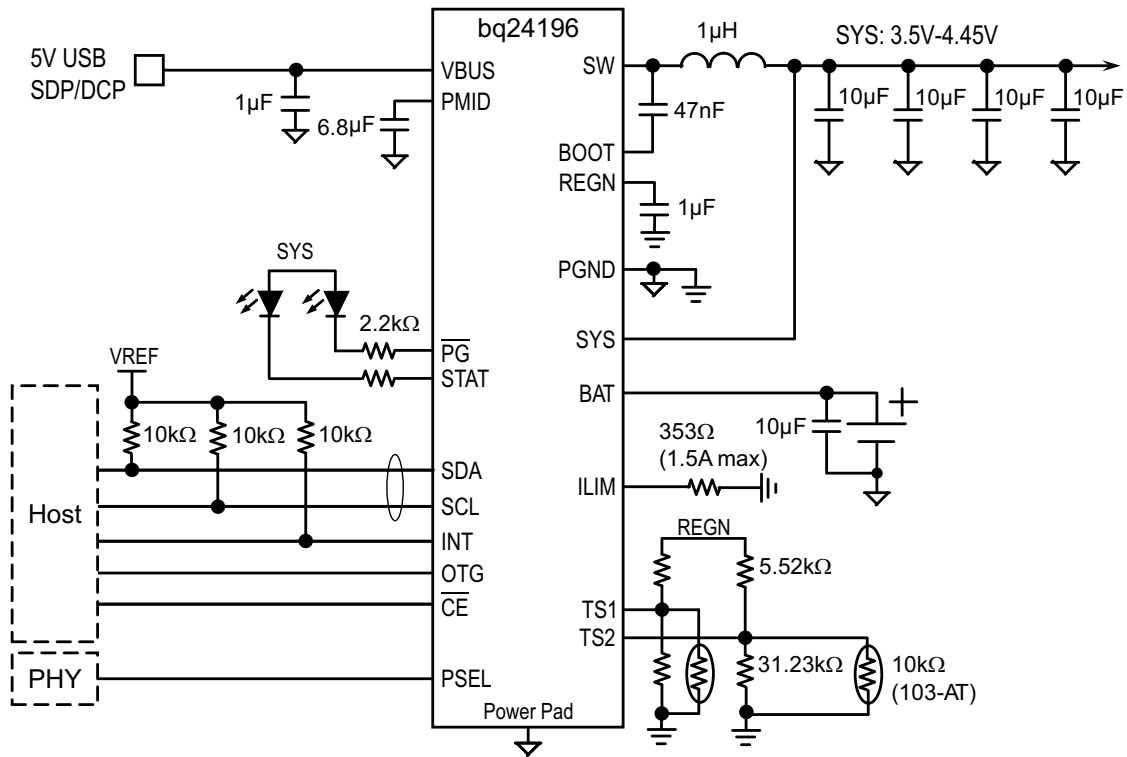 bq24196
5V USB
SDP/DCP
VBUS
PMID
1µF
6.8µF
SW
1µH
SYS: 3.5V-4.45V
10µF
10µF
10µF
10µF
47nF
BOOT
REGN
1µF
PGND
SYS
SYS
2.2kΩ
PG
STAT
VREF
10kΩ
10kΩ
10kΩ
BAT
10µF
+
353Ω
(1.5A max)
ILIM
Host
SDA
SCL
INT
OTG
CE
REGN
5.52kΩ
TS1
TS2
31.23kΩ
10kΩ
(103-AT)
PHY
PSEL
Power Pad